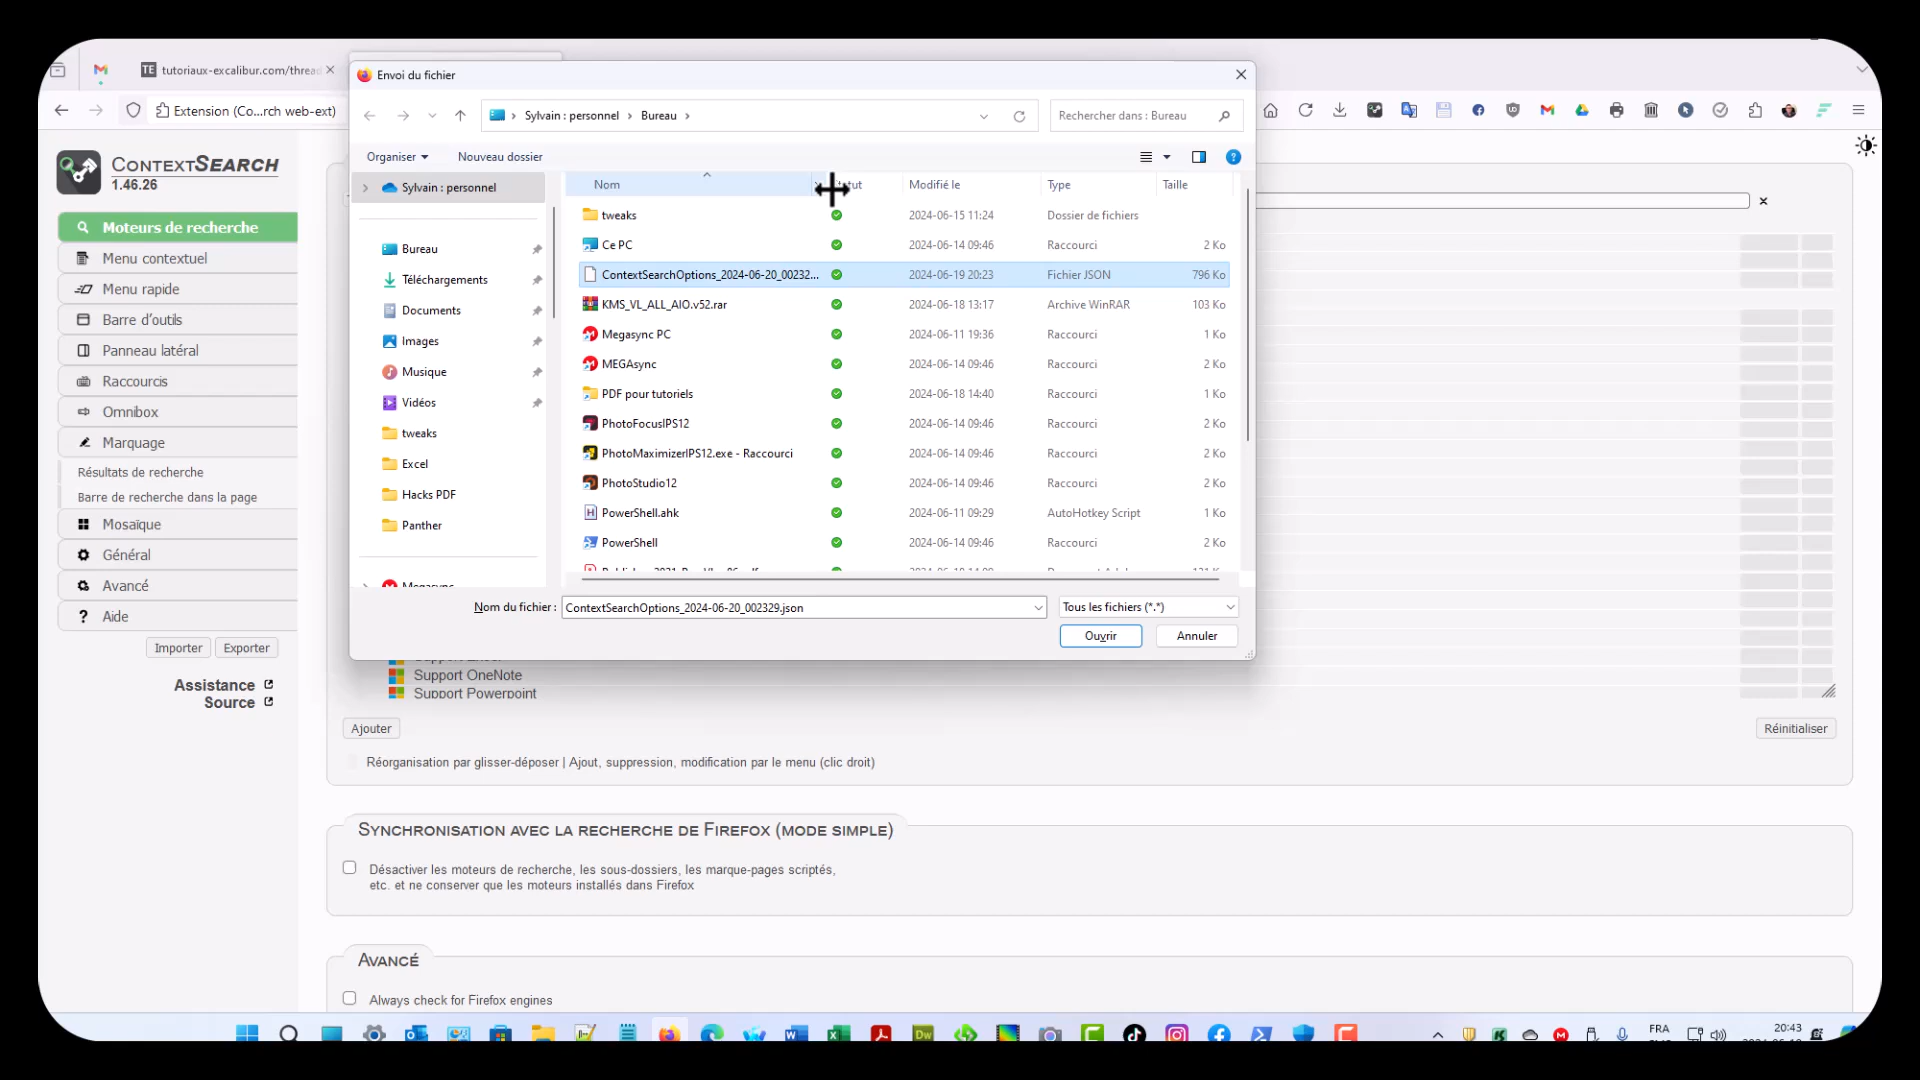 tutoriaux-excalibur.com/thread
Extension (Co...rch web-ext)
Envoi du fichier
Sylvain : personnel > Bureau >
Rechercher dans : Bureau
Organiser
Nouveau dossier
Sylvain : personnel
Bureau
Téléchargements
Documents
Images
Musique
Vidéos
tweaks
Excel
Hacks PDF
Panther
Nom Modifié le Type Taille
tweaks 2024-06-15 11:24 Dossier de fichiers
Ce PC 2024-06-14 09:46 Raccourci 2 Ko
ContextSearchOptions_2024-06-20_00232... 2024-06-19 20:23 Fichier JSON 796 Ko
KMS_VL_ALL_AIO.v52.rar 2024-06-18 13:17 Archive WinRAR 103 Ko
Megasync PC 2024-06-11 19:36 Raccourci 1 Ko
MEGAsync 2024-06-14 09:46 Raccourci 2 Ko
PDF pour tutoriels 2024-06-18 14:40 Raccourci 1 Ko
PhotoFocusIPS12 2024-06-14 09:46 Raccourci 2 Ko
PhotoMaximizerIPS12.exe - Raccourci 2024-06-14 09:46 Raccourci 2 Ko
PhotoStudio12 2024-06-14 09:46 Raccourci 2 Ko
PowerShell.ahk 2024-06-11 09:29 AutoHotkey Script 1 Ko
PowerShell 2024-06-14 09:46 Raccourci 2 Ko
Nom du fichier : ContextSearchOptions_2024-06-20_002329.json
Tous les fichiers (*.*)
Ouvrir
Annuler
CONTEXTSEARCH
1.46.26
Moteurs de recherche
Menu contextuel
Menu rapide
Barre d'outils
Panneau latéral
Raccourcis
Omnibox
Marquage
Résultats de recherche
Barre de recherche dans la page
Mosaïque
Général
Avancé
Aide
Importer
Exporter
Assistance
Source
Support OneNote
Support Powerpoint
Ajouter
Réinitialiser
Réorganisation par glisser-déposer | Ajout, suppression, modification par le menu (clic droit)
SYNCHRONISATION AVEC LA RECHERCHE DE FIREFOX (MODE SIMPLE)
Désactiver les moteurs de recherche, les sous-dossiers, les marque-pages scriptés,
etc. et ne conserver que les moteurs installés dans Firefox
AVANCÉ
Always check for Firefox engines
FRA
20:43